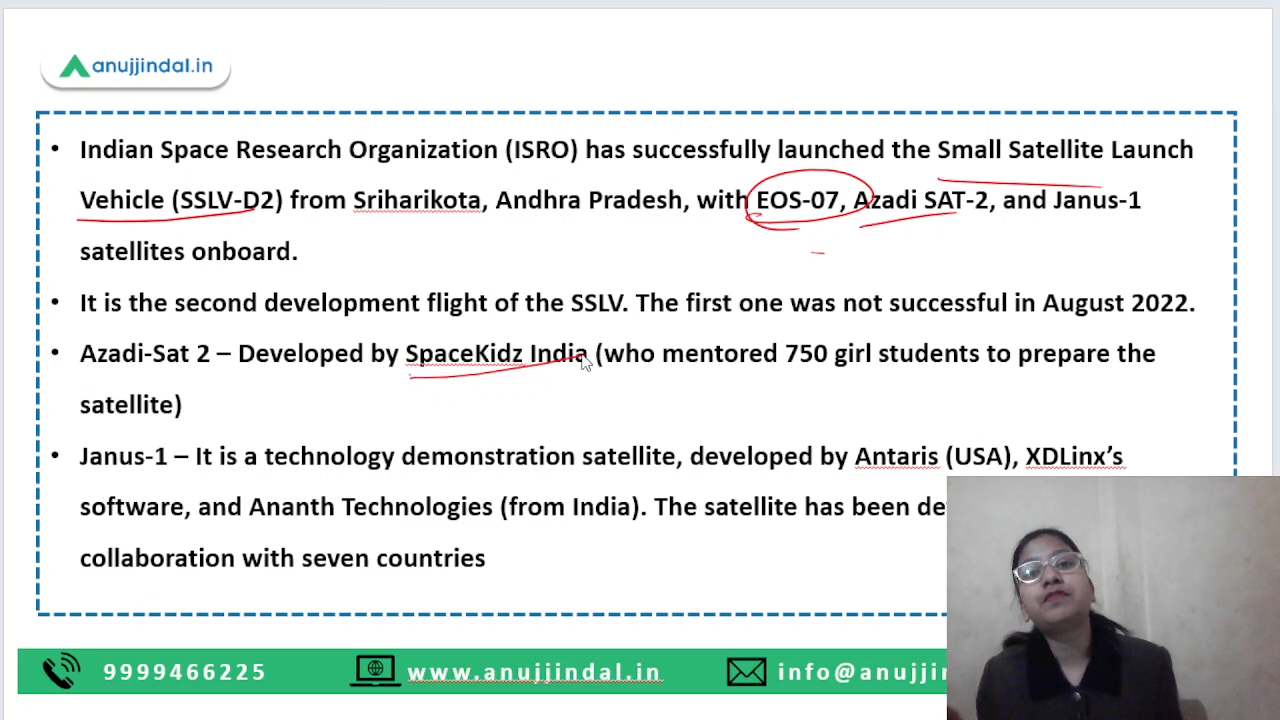 anujjindal.in
• Indian Space Research Organization (ISRO) has successfully launched the Small Satellite Launch
Vehicle (SSLV-D2) from Sriharikota, Andhra Pradesh, with EOS-07, Azadi SAT-2, and Janus-1
satellites onboard.
• It is the second development flight of the SSLV. The first one was not successful in August 2022.
• Azadi-Sat 2 – Developed by SpaceKidz India (who mentored 750 girl students to prepare the
satellite)
• Janus-1 – It is a technology demonstration satellite, developed by Antaris (USA), XDLinx’s
software, and Ananth Technologies (from India). The satellite has been de
collaboration with seven countries
9999466225 www.anujjindal.in info@anujji